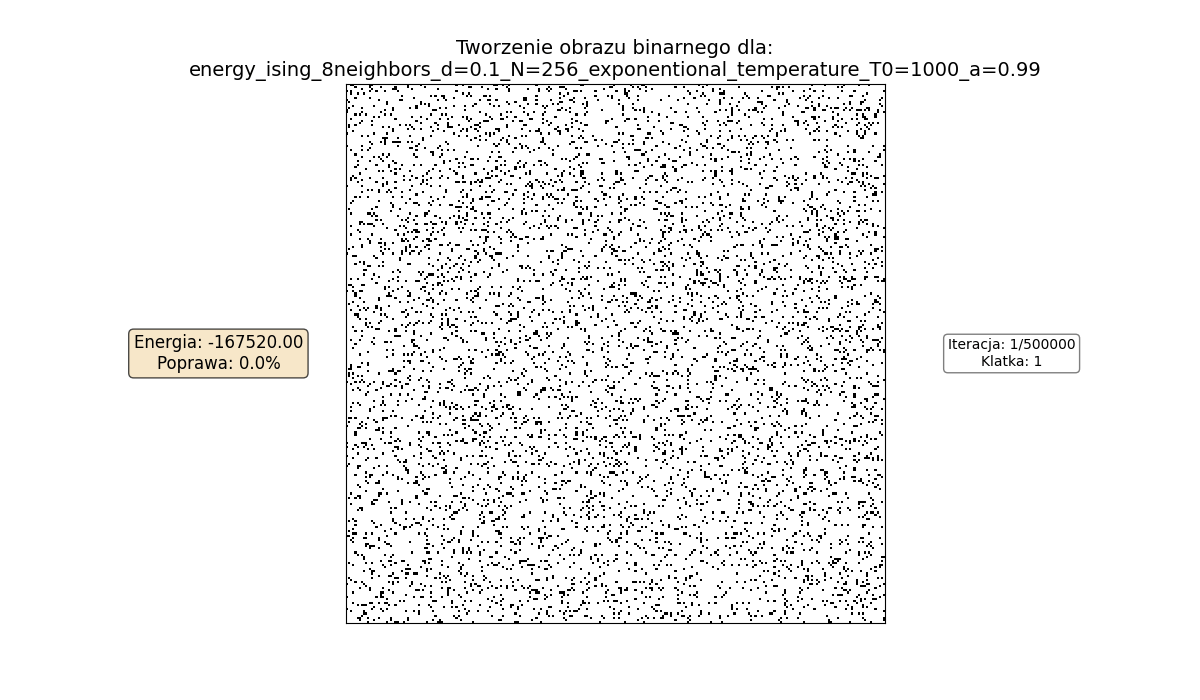 Tworzenie obrazu binarnego dla:
energy_ising_8neighbors_d=0.1_N=256_exponentional_temperature_T0=1000_a=0.99
Energia: -167520.00
Poprawa: 0.0%
Iteracja: 1/500000
Klatka: 1